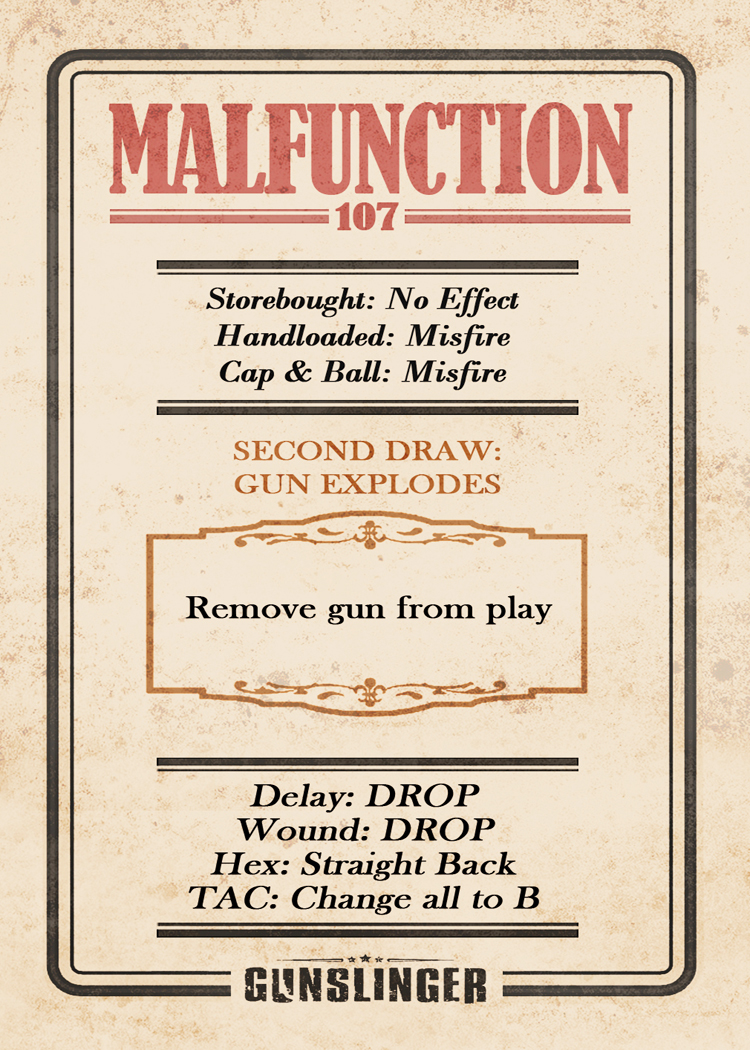 MALFUNCTION
107
Storebought: No Effect
Handloaded: Misfire
Cap & Ball: Misfire
SECOND DRAW:
GUN EXPLODES
Remove gun from play
Delay: DROP
Wound: DROP
Hex: Straight Back
TAC: Change all to B
GUNSLINGER